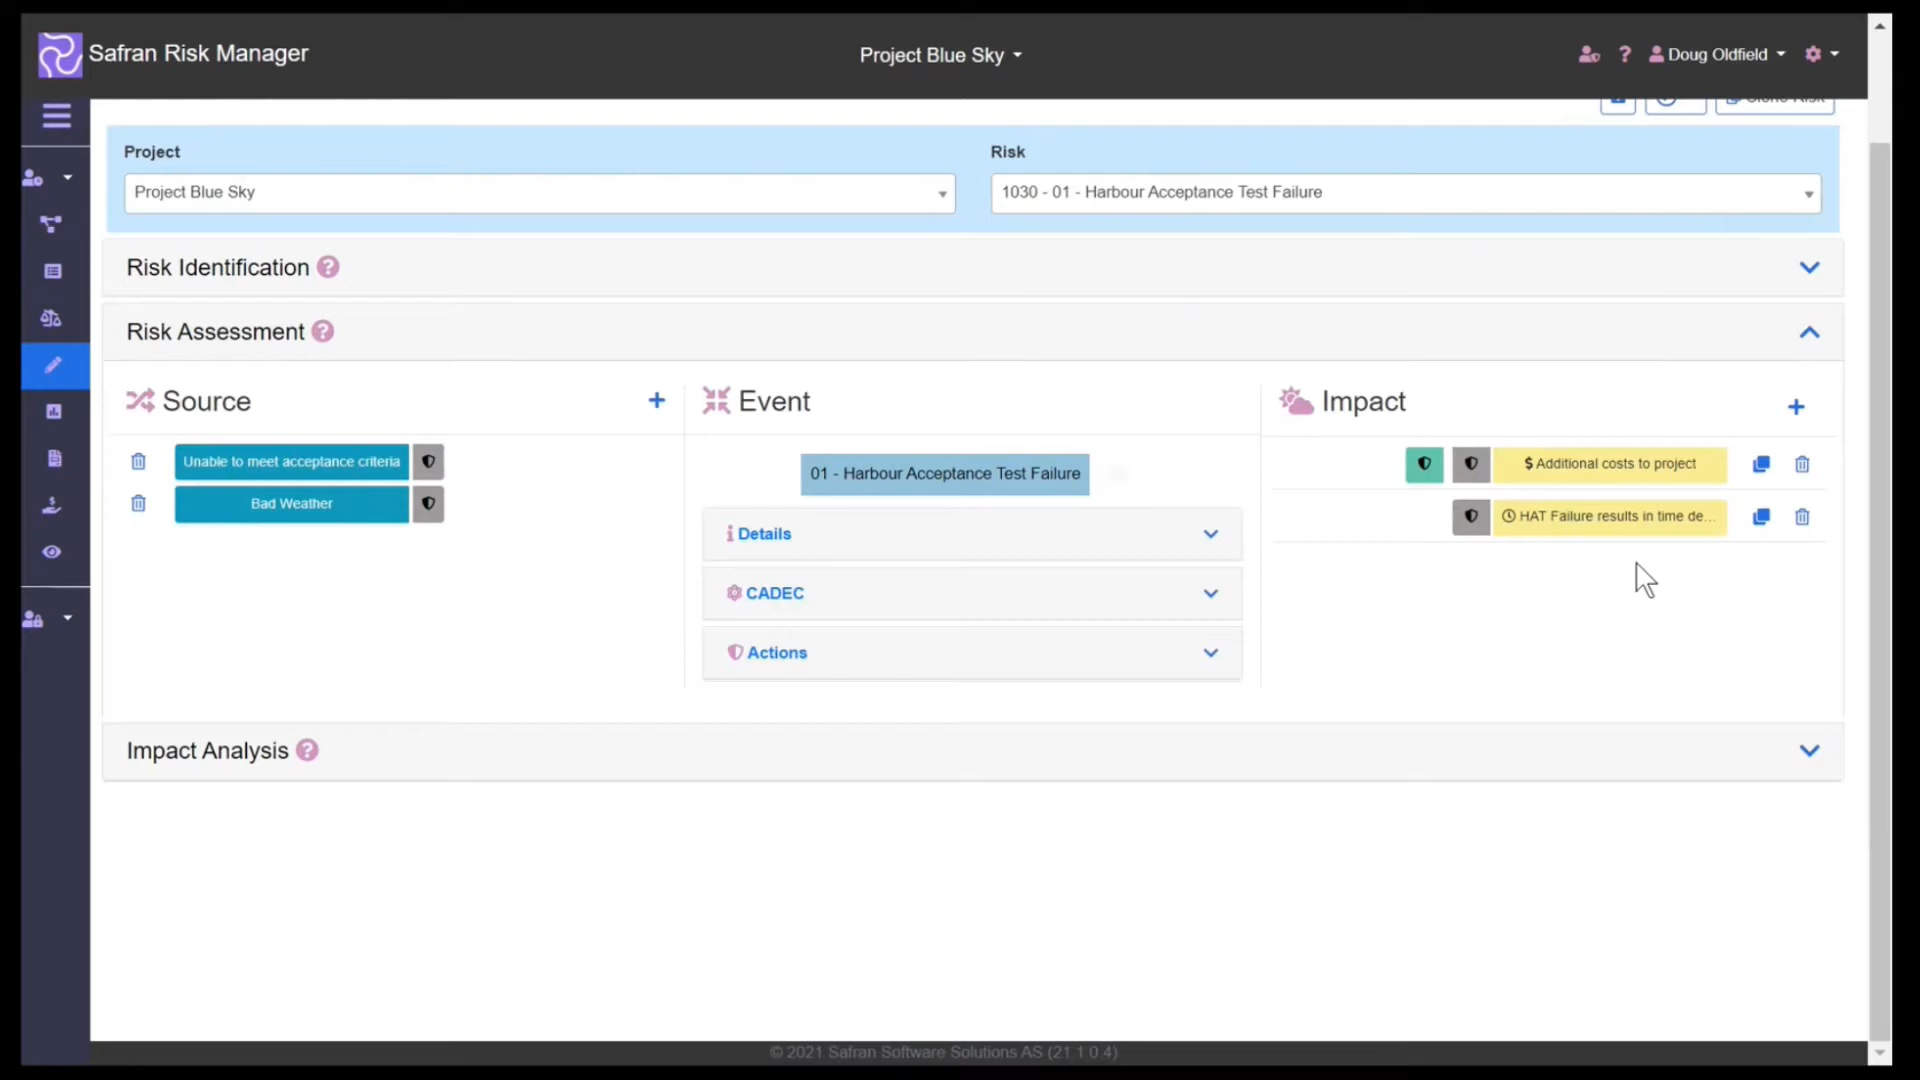 Safran Risk Manager
Project Blue Sky
?
Doug Oldfield
Clone Risk
Project
Risk
Project Blue Sky
1030 - 01 - Harbour Acceptance Test Failure
Risk Identification ?
Risk Assessment ?
Source
+
Event
Impact
+
Unable to meet acceptance criteria
Bad Weather
01 - Harbour Acceptance Test Failure
$ Additional costs to project
HAT Failure results in time de...
Details
CADEC
Actions
Impact Analysis ?
© 2021 Safran Software Solutions AS (21.1.0.4)